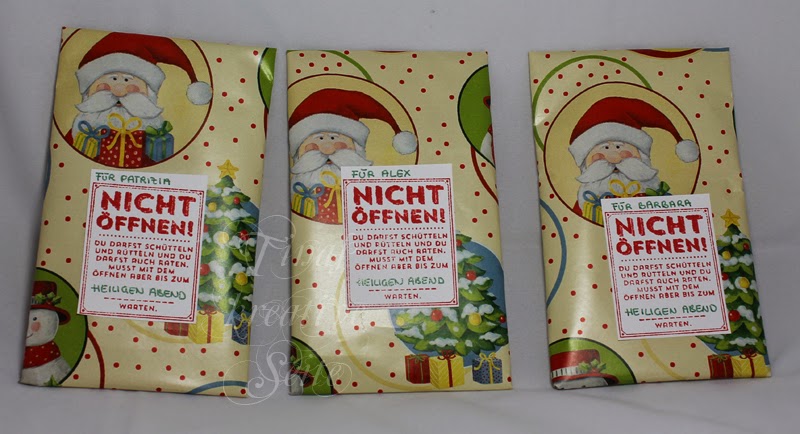 FÜR PATRIZIA
NICHT
ÖFFNEN!
DU DARFST SCHÜTTELN
UND RÜTTELN UND DU
DARFST AUCH RATEN.
MUSST MIT DEM
ÖFFNEN ABER BIS ZUM
HEILIGEN ABEND
WARTEN.
FÜR ALEX
NICHT
ÖFFNEN!
DU DARFST SCHÜTTELN
UND RÜTTELN UND DU
DARFST AUCH RATEN.
MUSST MIT DEM
ÖFFNEN ABER BIS ZUM
HEILIGEN ABEND
WARTEN.
FÜR BARBARA
NICHT
ÖFFNEN!
DU DARFST SCHÜTTELN
UND RÜTTELN UND DU
DARFST AUCH RATEN.
MUSST MIT DEM
ÖFFNEN ABER BIS ZUM
HEILIGEN ABEND
WARTEN.
Seite